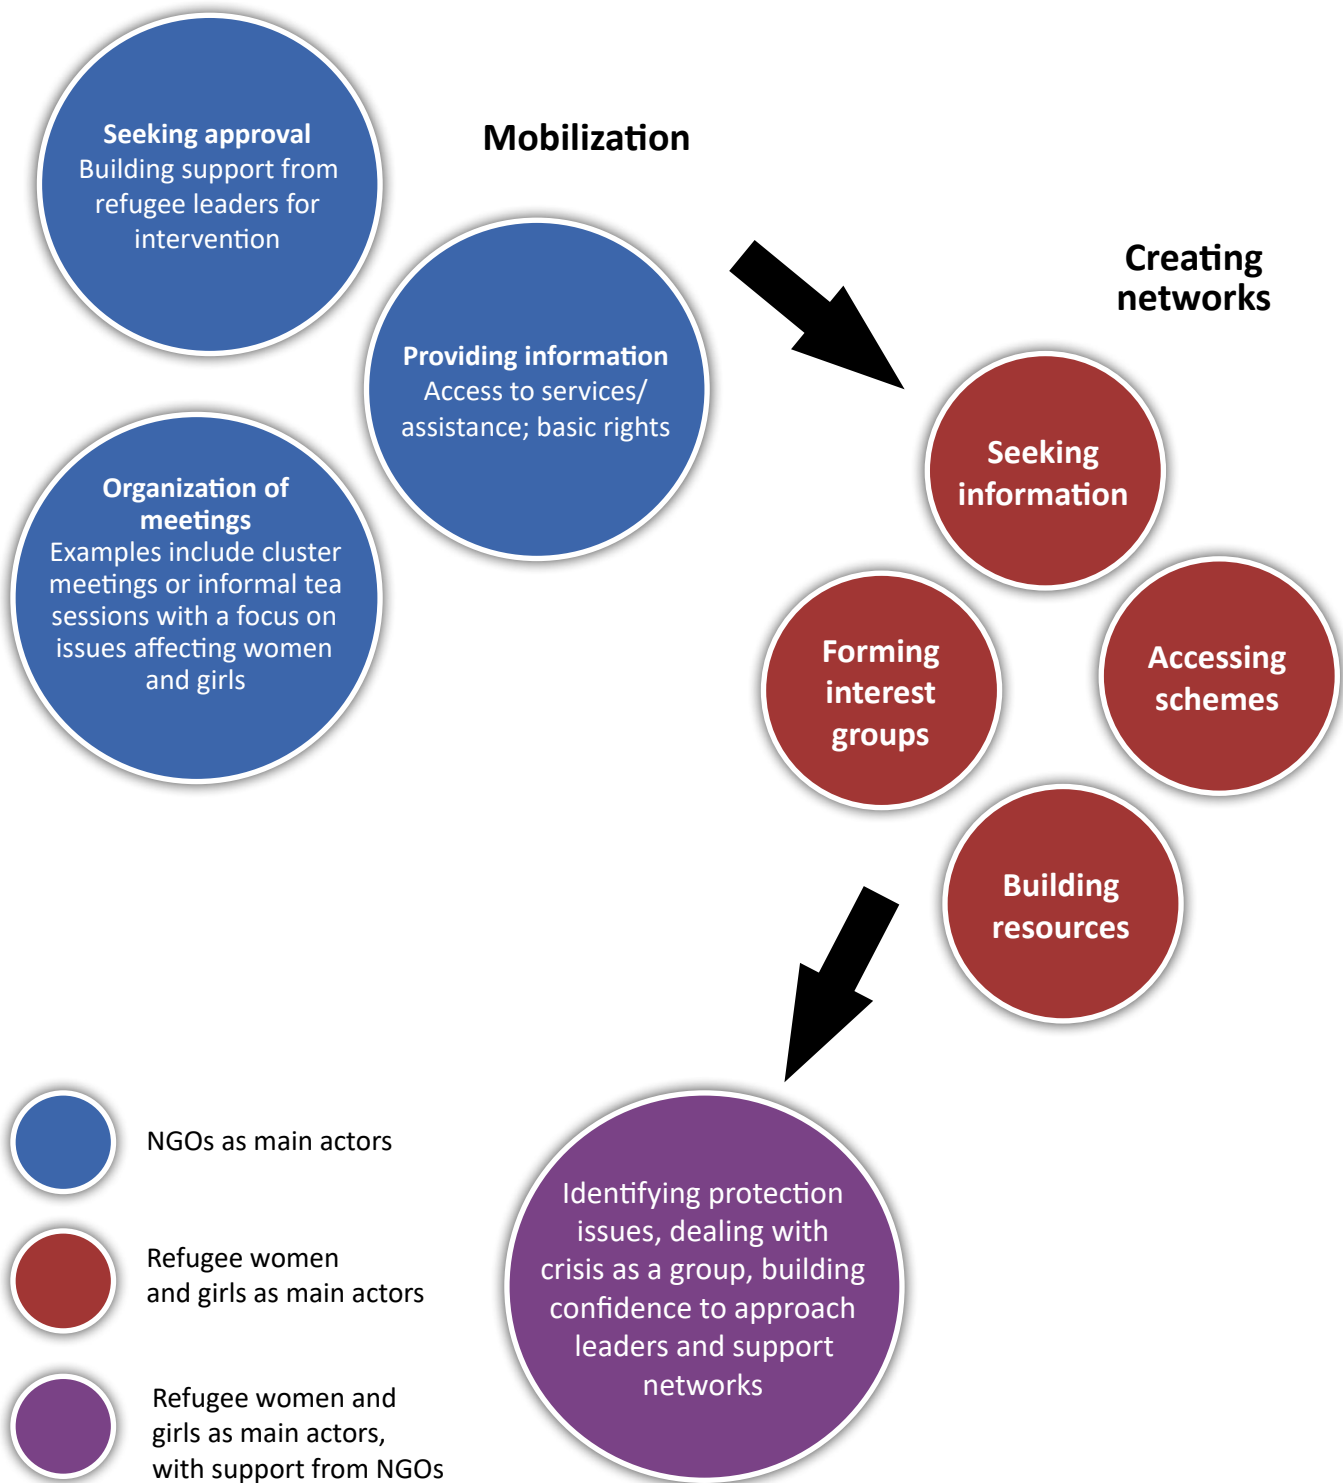 Seeking approval
Building support from
refugee leaders for
intervention
Mobilization
Providing information
Access to services/
assistance; basic rights
Organization of
meetings
Examples include cluster
meetings or informal tea
sessions with a focus on
issues affecting women
and girls
Creating
networks
Seeking
information
Forming
interest
groups
Accessing
schemes
Building
resources
Identifying protection
issues, dealing with
crisis as a group, building
confidence to approach
leaders and support
networks
NGOs as main actors
Refugee women
and girls as main actors
Refugee women and
girls as main actors,
with support from NGOs